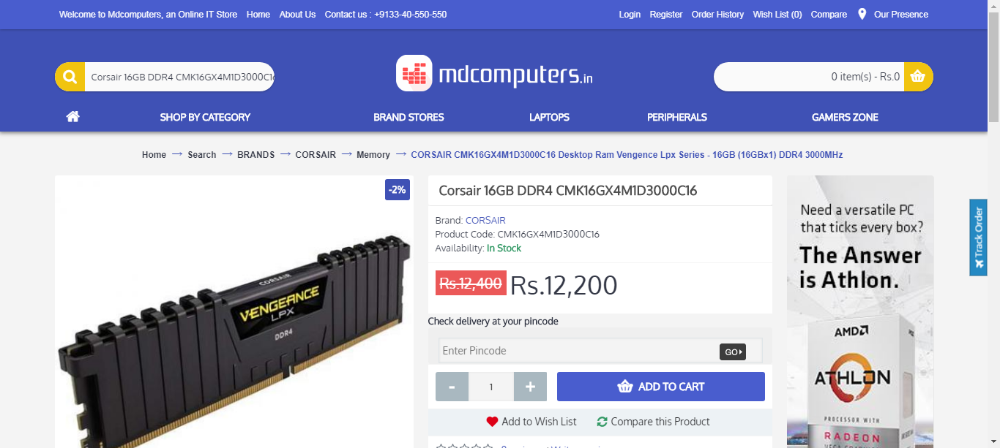 Welcome to Mdcomputers, an Online IT Store Home About Us Contact us : +9133-40-550-550
Login Register Order History Wish List (0) Compare Our Presence
Corsair 16GB DDR4 CMK16GX4M1D3000C16
mdcomputers.in
0 item(s) - Rs.0
SHOP BY CATEGORY BRAND STORES LAPTOPS PERIPHERALS GAMERS ZONE
Home → Search → BRANDS → CORSAIR → Memory → CORSAIR CMK16GX4M1D3000C16 Desktop Ram Vengence Lpx Series - 16GB (16GBx1) DDR4 3000MHz
-2%
CORSAIR
VENGEANCE
LPX
DDR4
Corsair 16GB DDR4 CMK16GX4M1D3000C16
Brand: CORSAIR
Product Code: CMK16GX4M1D3000C16
Availability: In Stock
Rs.12,400 Rs.12,200
Check delivery at your pincode
Enter Pincode GO
- 1 + ADD TO CART
Add to Wish List Compare this Product
Need a versatile PC
that ticks every box?
The Answer
is Athlon.
AMD
ATHLON
PROCESSOR WITH
RADEON
Track Order